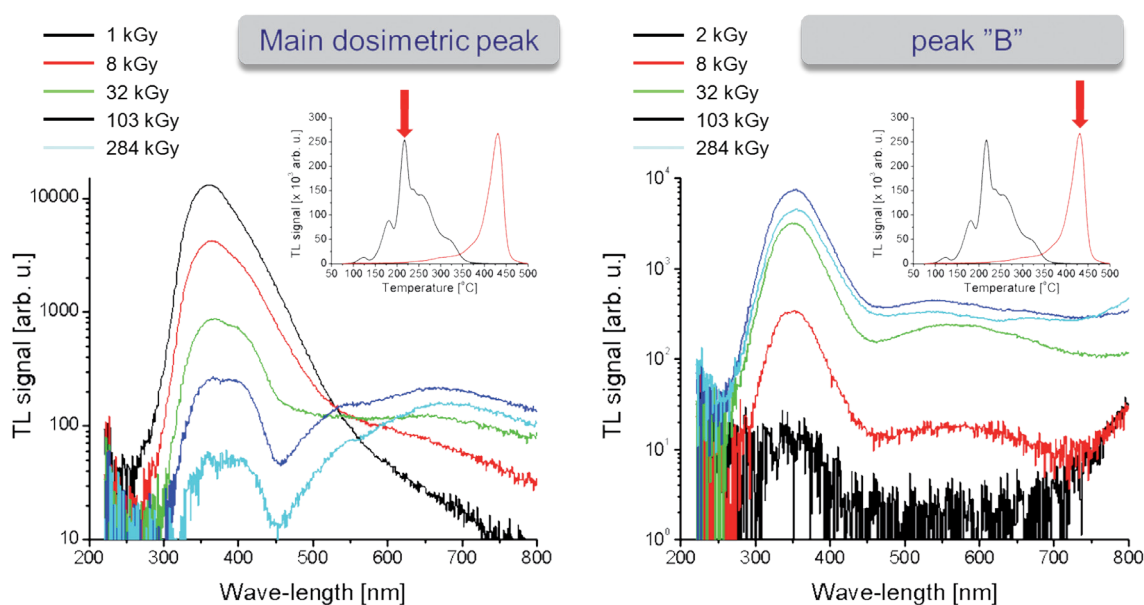 1 kGy
8 kGy
32 kGy
103 kGy
284 kGy
Main dosimetric peak
TL signal [x 10³ arb. u.]
300
250
200
150
100
50
0
50 100 150 200 250 300 350 400 450 500
Temperature [°C]
TL signal [arb. u.]
10000
1000
100
10
200 300 400 500 600 700 800
Wave-length [nm]
2 kGy
8 kGy
32 kGy
103 kGy
284 kGy
peak ”B”
TL signal [x 10³ arb. u.]
300
250
200
150
100
50
0
50 100 150 200 250 300 350 400 450 500
Temperature [°C]
TL signal [arb. u.]
10⁴
10³
10²
10¹
10⁰
200 300 400 500 600 700 800
Wave-length [nm]